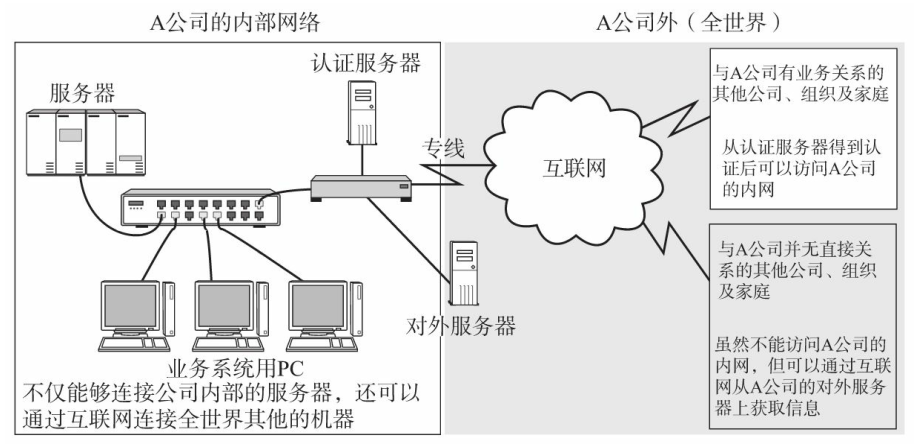 A公司的内部网络
A公司外（全世界）
服务器
认证服务器
专线
互联网
对外服务器
业务系统用PC
不仅能够连接公司内部的服务器，还可以
通过互联网连接全世界其他的机器
与A公司有业务关系的
其他公司、组织及家庭
从认证服务器得到认
证后可以访问A公司
的内网
与A公司并无直接关
系的其他公司、组织
及家庭
虽然不能访问A公司的
内网，但可以通过互联
网从A公司的对外服务
器上获取信息